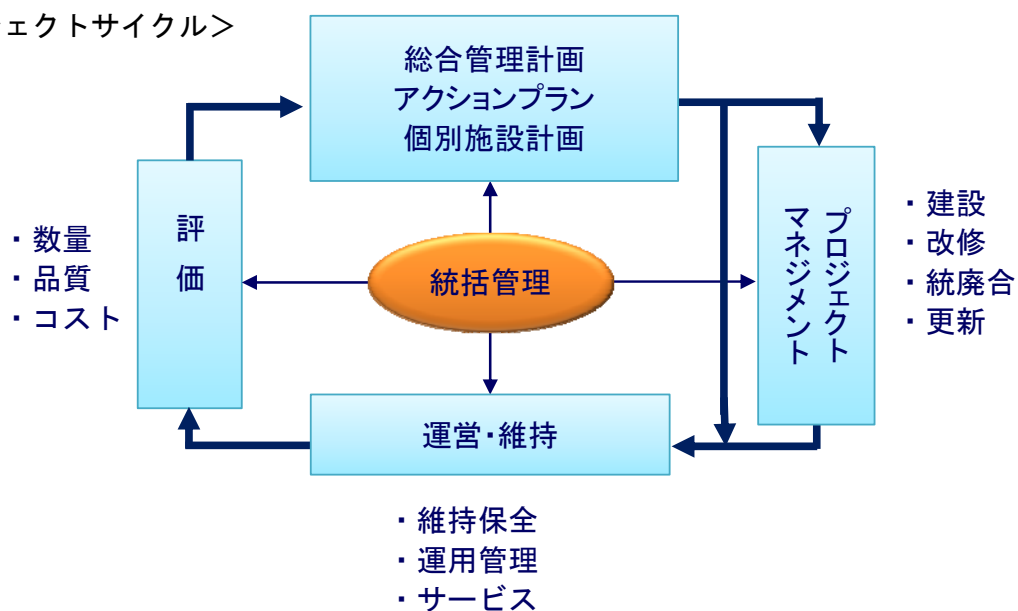 ェクトサイクル＞
総合管理計画
アクションプラン
個別施設計画
評
価
・数量
・品質
・コスト
統括管理
プロジェクト
マネジメント
・建設
・改修
・統廃合
・更新
運営・維持
・維持保全
・運用管理
・サービス